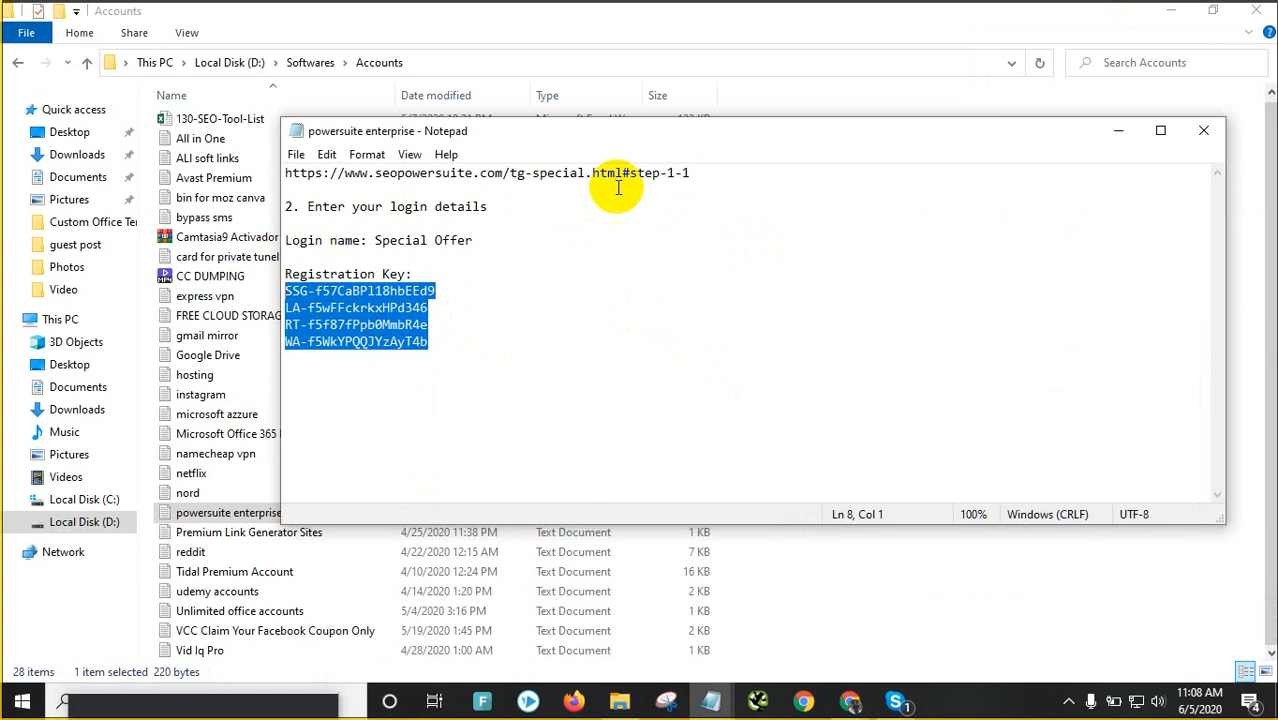 Accounts
File
Home
Share
View
This PC > Local Disk (D:) > Softwares > Accounts
Search Accounts
Name
Date modified
Type
Size
Quick access
Desktop
Downloads
Documents
Pictures
Custom Office Te
guest post
Photos
Video
This PC
3D Objects
Desktop
Documents
Downloads
Music
Pictures
Videos
Local Disk (C:)
Local Disk (D:)
Network
130-SEO-Tool-List
All in One
ALI soft links
Avast Premium
bin for moz canva
bypass sms
Camtasia9 Activador
card for private tunel
CC DUMPING
express vpn
FREE CLOUD STORAG
gmail mirror
Google Drive
hosting
instagram
microsoft azzure
Microsoft Office 365
namecheap vpn
netflix
nord
powersuite enterprise
Premium Link Generator Sites 4/25/2020 11:38 PM Text Document 1 KB
reddit 4/22/2020 12:15 AM Text Document 7 KB
Tidal Premium Account 4/10/2020 12:24 PM Text Document 16 KB
udemy accounts 4/14/2020 1:20 PM Text Document 2 KB
Unlimited office accounts 5/4/2020 3:16 PM Text Document 1 KB
VCC Claim Your Facebook Coupon Only 5/19/2020 1:45 PM Text Document 2 KB
Vid Iq Pro 4/28/2020 1:00 AM Text Document 1 KB
powersuite enterprise - Notepad
File Edit Format View Help
https://www.seopowersuite.com/tg-special.html#step-1-1
2. Enter your login details
Login name: Special Offer
Registration Key:
SSG-f57CaBPl18hbEEd9
LA-f5wFFckrkxHPd346
RT-f5f87fPpb0MmbR4e
WA-f5WkYPQQJYzAyT4b
Ln 8, Col 1
100%
Windows (CRLF)
UTF-8
28 items
1 item selected 220 bytes
11:08 AM
6/5/2020